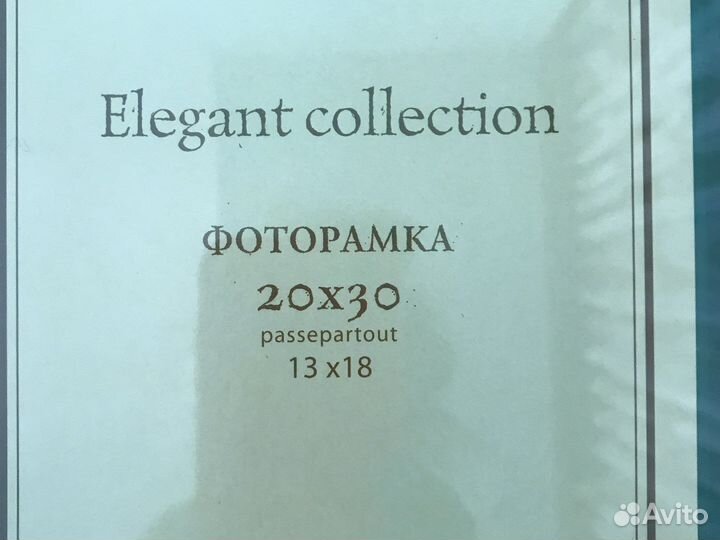 Elegant collection
ФОТОРАМКА
20x30
passepartout
13 x18
Avito